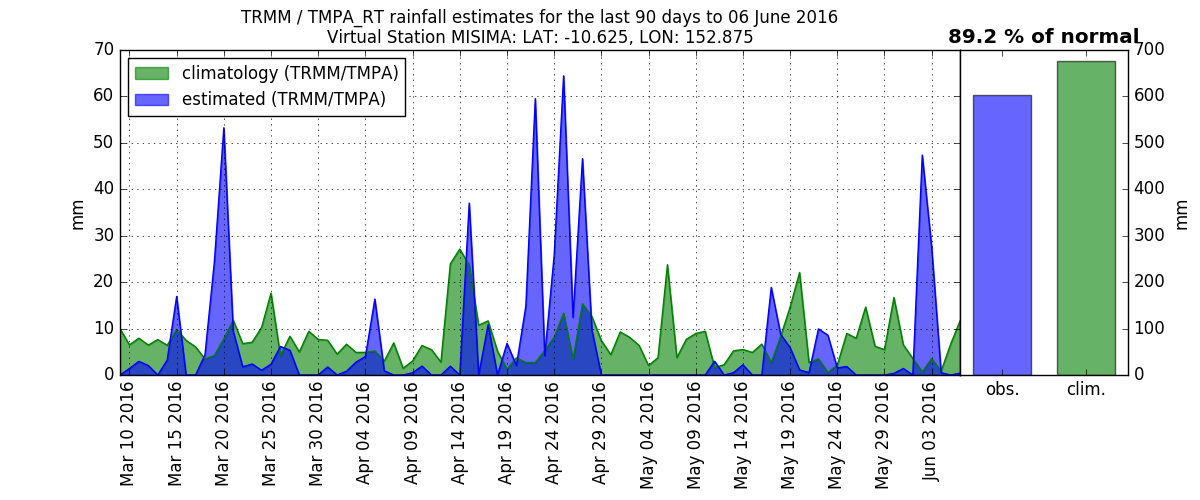 TRMM / TMPA_RT rainfall estimates for the last 90 days to 06 June 2016
Virtual Station MISIMA: LAT: -10.625, LON: 152.875
89.2 % of normal
climatology (TRMM/TMPA)
estimated (TRMM/TMPA)
mm
70
60
50
40
30
20
10
0
Mar 10 2016
Mar 15 2016
Mar 20 2016
Mar 25 2016
Mar 30 2016
Apr 04 2016
Apr 09 2016
Apr 14 2016
Apr 19 2016
Apr 24 2016
Apr 29 2016
May 04 2016
May 09 2016
May 14 2016
May 19 2016
May 24 2016
May 29 2016
Jun 03 2016
obs.
clim.
700
600
500
400
300
200
100
0
mm